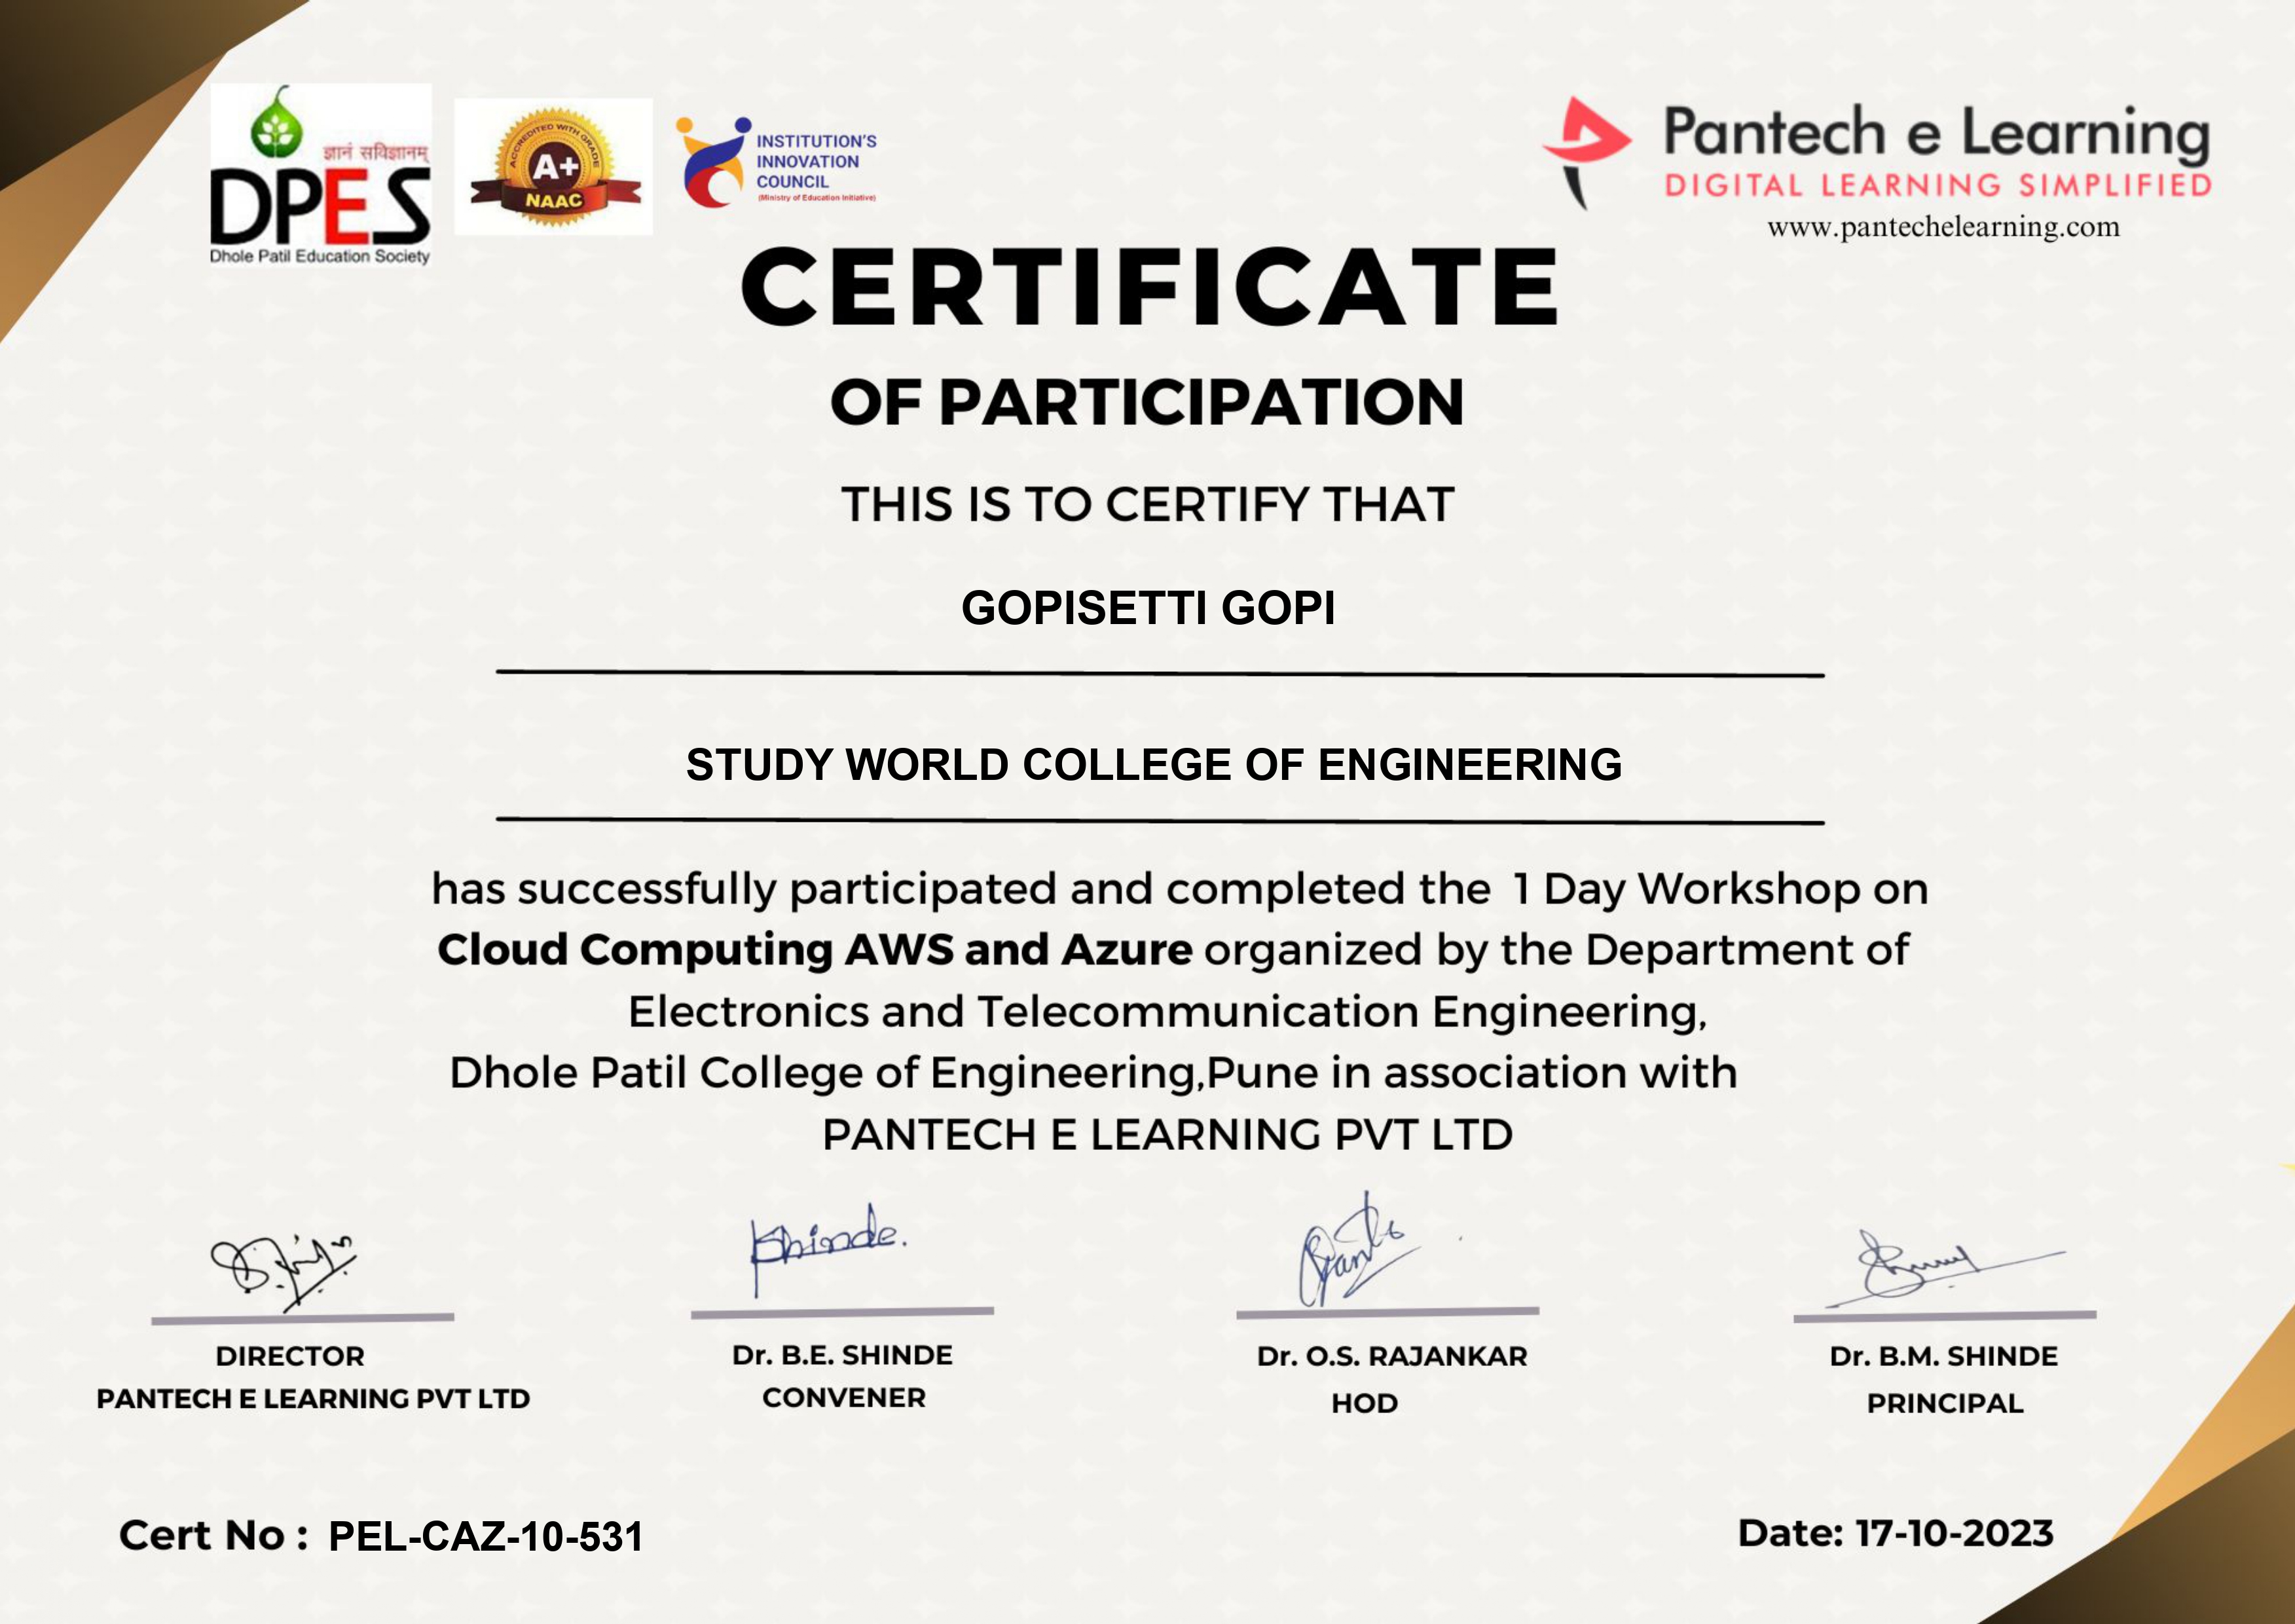 ज्ञानं सविज्ञानम्
DPES
Dhole Patil Education Society
ACCREDITED WITH GRADE
A+
NAAC
INSTITUTION'S
INNOVATION
COUNCIL
(Ministry of Education Initiative)
Pantech e Learning
DIGITAL LEARNING SIMPLIFIED
www.pantechelearning.com
CERTIFICATE
OF PARTICIPATION
THIS IS TO CERTIFY THAT
GOPISETTI GOPI
STUDY WORLD COLLEGE OF ENGINEERING
has successfully participated and completed the 1 Day Workshop on
Cloud Computing AWS and Azure organized by the Department of
Electronics and Telecommunication Engineering,
Dhole Patil College of Engineering,Pune in association with
PANTECH E LEARNING PVT LTD
Shinde.
DIRECTOR
PANTECH E LEARNING PVT LTD
Dr. B.E. SHINDE
CONVENER
Dr. O.S. RAJANKAR
HOD
Dr. B.M. SHINDE
PRINCIPAL
Cert No : PEL-CAZ-10-531
Date: 17-10-2023